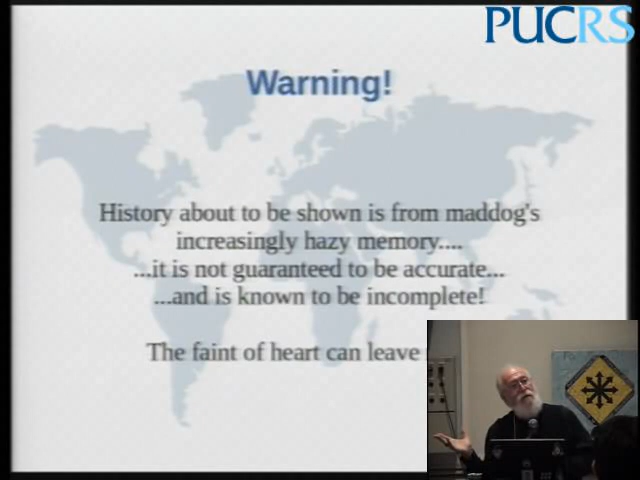 PUCRS
Warning!
History about to be shown is from maddog's
increasingly hazy memory....
...it is not guaranteed to be accurate...
...and is known to be incomplete!
The faint of heart can leave